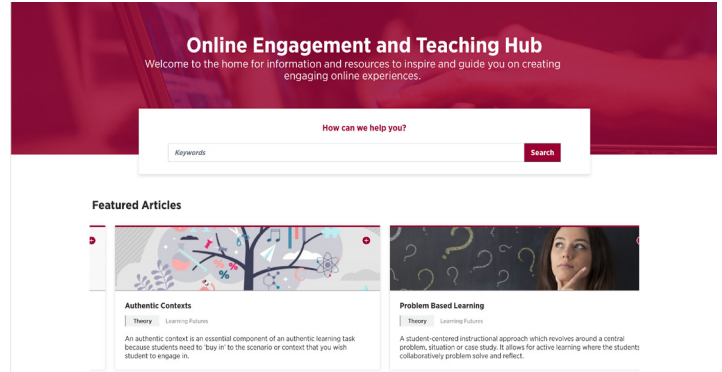 Online Engagement and Teaching Hub
Welcome to the home for information and resources to inspire and guide you on creating
engaging online experiences.
How can we help you?
Keywords
Search
Featured Articles
Authentic Contexts
Theory Learning Futures
An authentic context is an essential component of an authentic learning task
because students need to 'buy in' to the scenario or context that you wish
student to engage in.
Problem Based Learning
Theory Learning Futures
A student-centered instructional approach which revolves around a central
problem, situation or case study. It allows for active learning where the students
collaboratively problem solve and reflect.